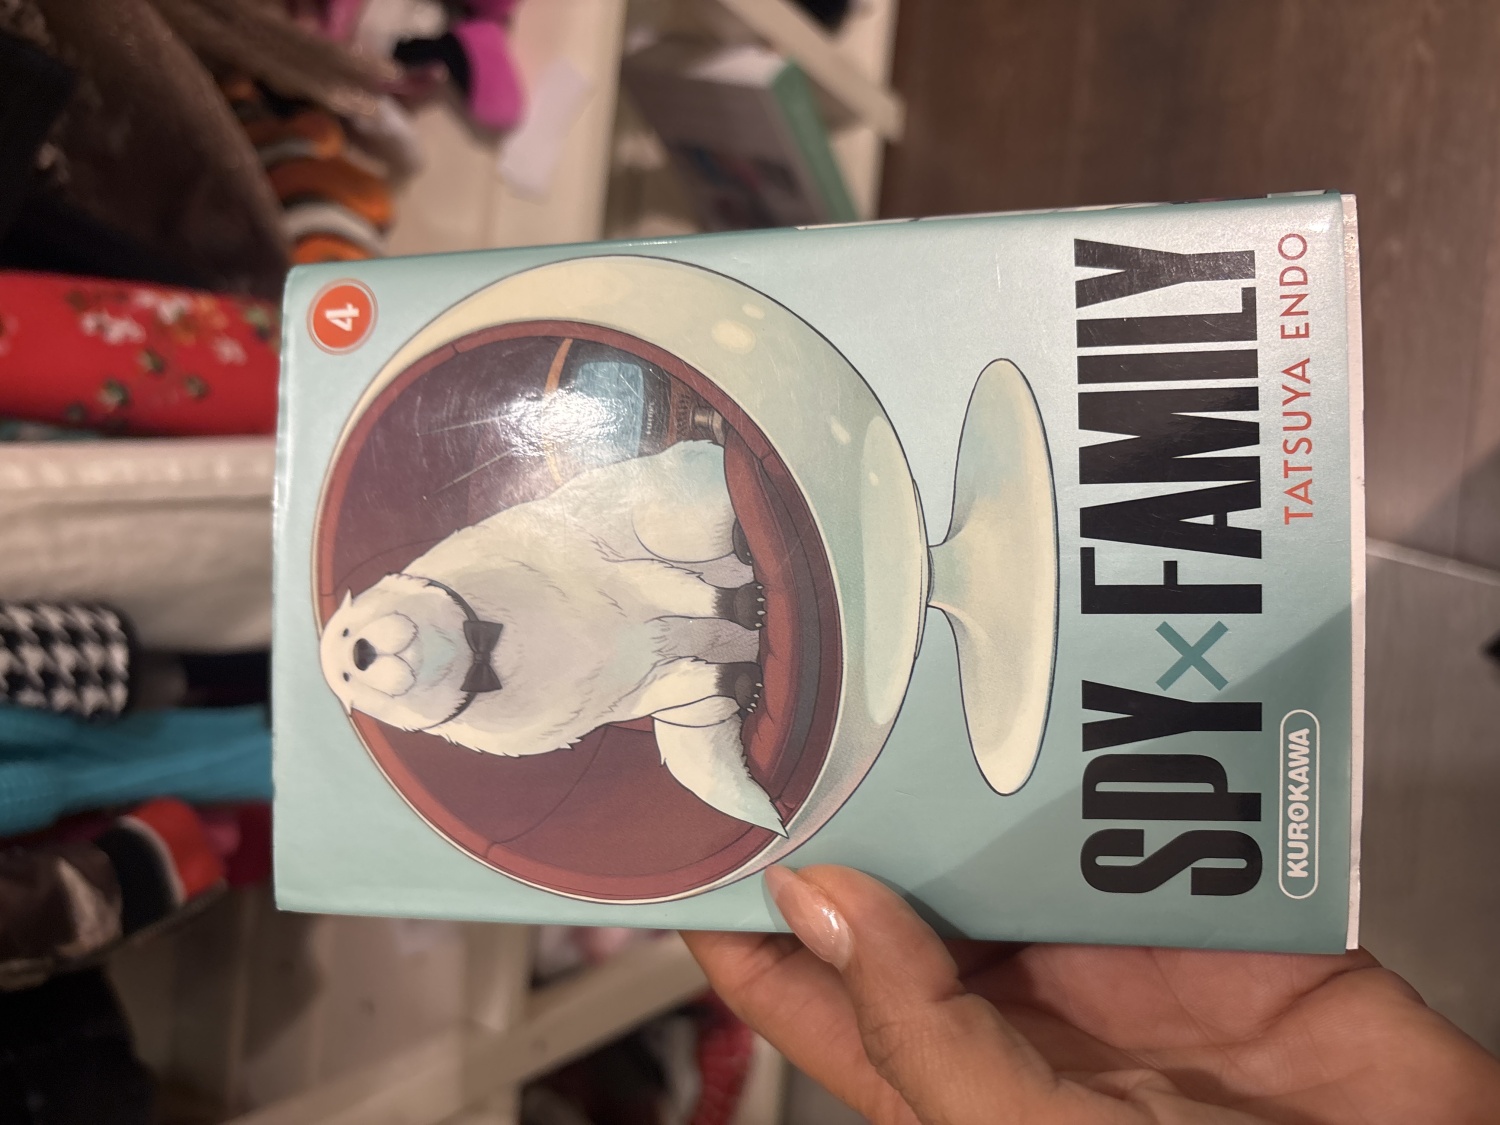 4
SPY×FAMILY
TATSUYA ENDO
KUROKAWA